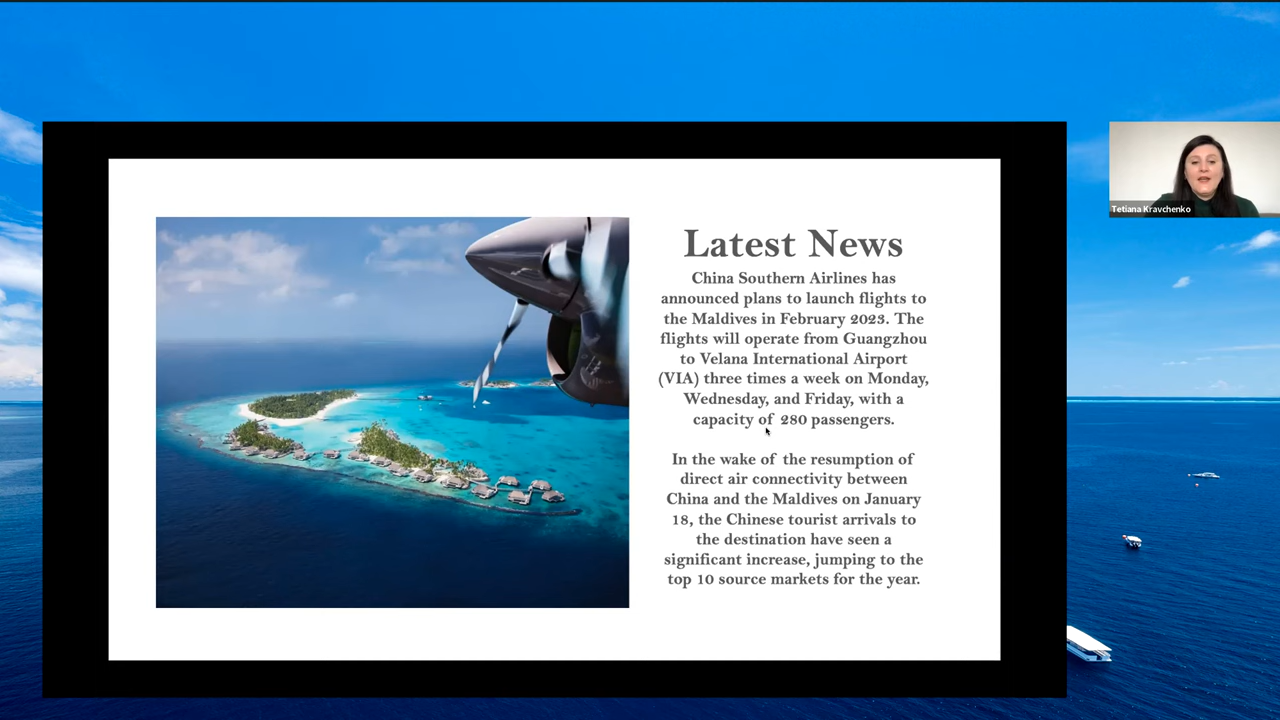 Latest News
China Southern Airlines has
announced plans to launch flights to
the Maldives in February 2023. The
flights will operate from Guangzhou
to Velana International Airport
(VIA) three times a week on Monday,
Wednesday, and Friday, with a
capacity of 280 passengers.
In the wake of the resumption of
direct air connectivity between
China and the Maldives on January
18, the Chinese tourist arrivals to
the destination have seen a
significant increase, jumping to the
top 10 source markets for the year.
Tetiana Kravchenko